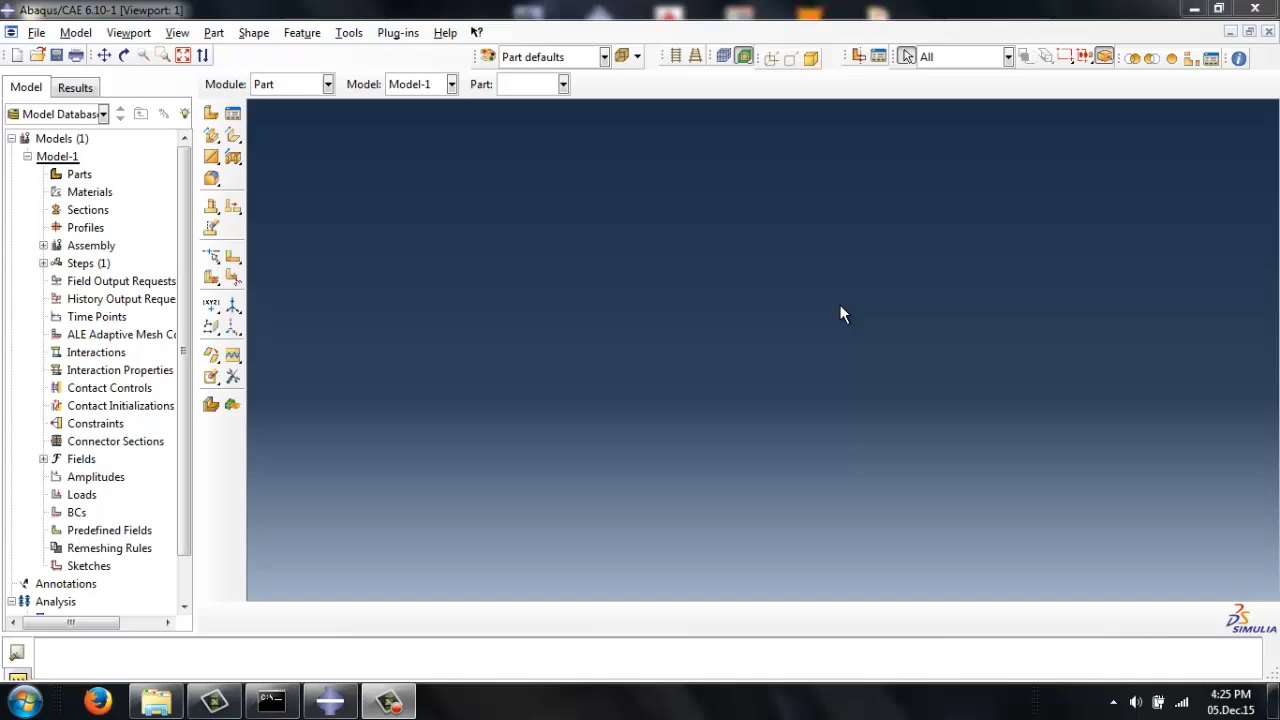 Abaqus/CAE 6.10-1 [Viewport: 1]
File Model Viewport View Part Shape Feature Tools Plug-ins Help
Part defaults All
Model Results Module: Part Model: Model-1 Part:
Model Databas
Models (1)
Model-1
Parts
Materials
Sections
Profiles
Assembly
Steps (1)
Field Output Requests
History Output Reque
Time Points
ALE Adaptive Mesh Co
Interactions
Interaction Properties
Contact Controls
Contact Initializations
Constraints
Connector Sections
Fields
Amplitudes
Loads
BCs
Predefined Fields
Remeshing Rules
Sketches
Annotations
Analysis
(XYZ)
SIMULIA
C:\
4:25 PM
05.Dec.15